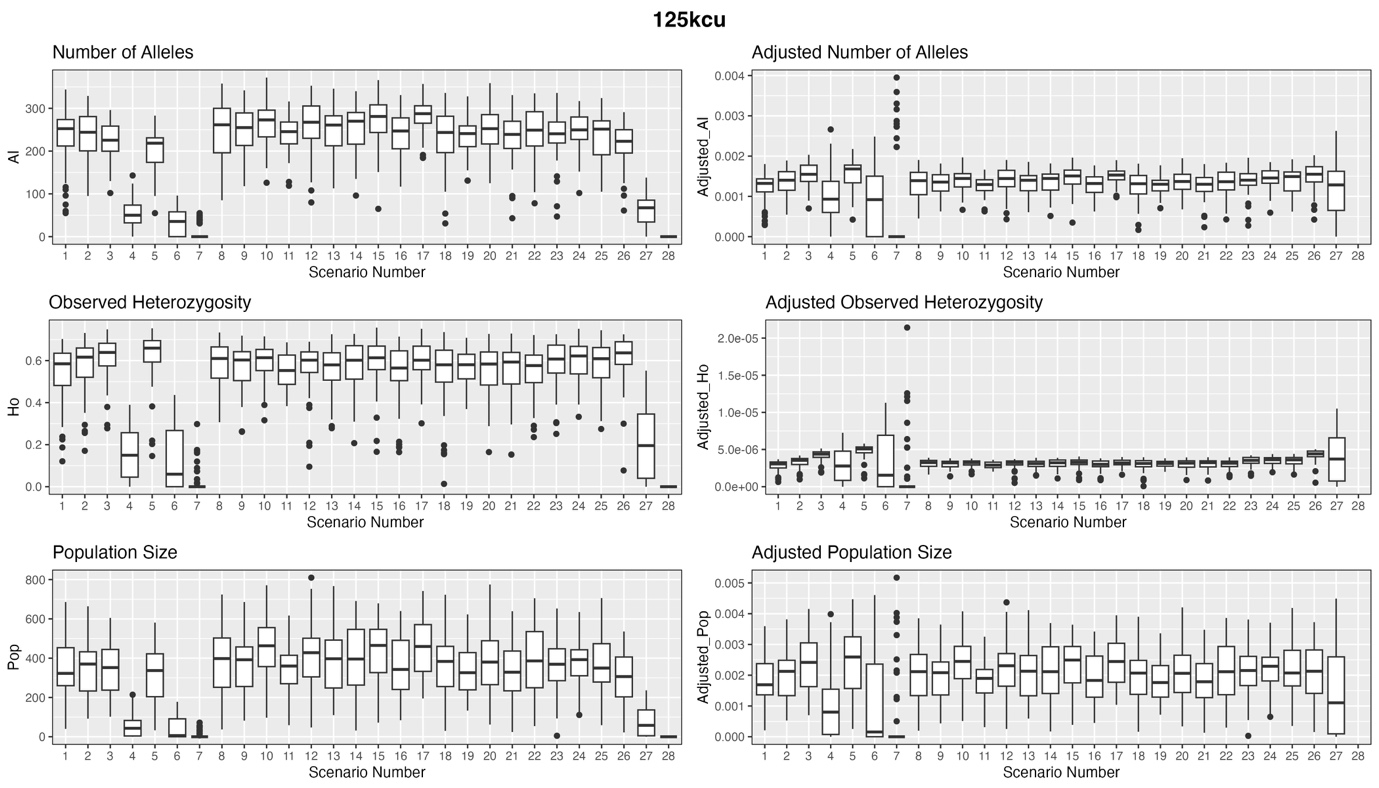 125kcu
Number of Alleles
Adjusted Number of Alleles
Al
300
200
100
0
1 2 3 4 5 6 7 8 9 10 11 12 13 14 15 16 17 18 19 20 21 22 23 24 25 26 27 28
Scenario Number
Adjusted_Al
0.004
0.003
0.002
0.001
0.000
1 2 3 4 5 6 7 8 9 10 11 12 13 14 15 16 17 18 19 20 21 22 23 24 25 26 27 28
Scenario Number
Observed Heterozygosity
Adjusted Observed Heterozygosity
Ho
0.6
0.4
0.2
0.0
1 2 3 4 5 6 7 8 9 10 11 12 13 14 15 16 17 18 19 20 21 22 23 24 25 26 27 28
Scenario Number
Adjusted_Ho
2.0e-05
1.5e-05
1.0e-05
5.0e-06
0.0e+00
1 2 3 4 5 6 7 8 9 10 11 12 13 14 15 16 17 18 19 20 21 22 23 24 25 26 27 28
Scenario Number
Population Size
Adjusted Population Size
Pop
800
600
400
200
0
1 2 3 4 5 6 7 8 9 10 11 12 13 14 15 16 17 18 19 20 21 22 23 24 25 26 27 28
Scenario Number
Adjusted_Pop
0.005
0.004
0.003
0.002
0.001
0.000
1 2 3 4 5 6 7 8 9 10 11 12 13 14 15 16 17 18 19 20 21 22 23 24 25 26 27 28
Scenario Number